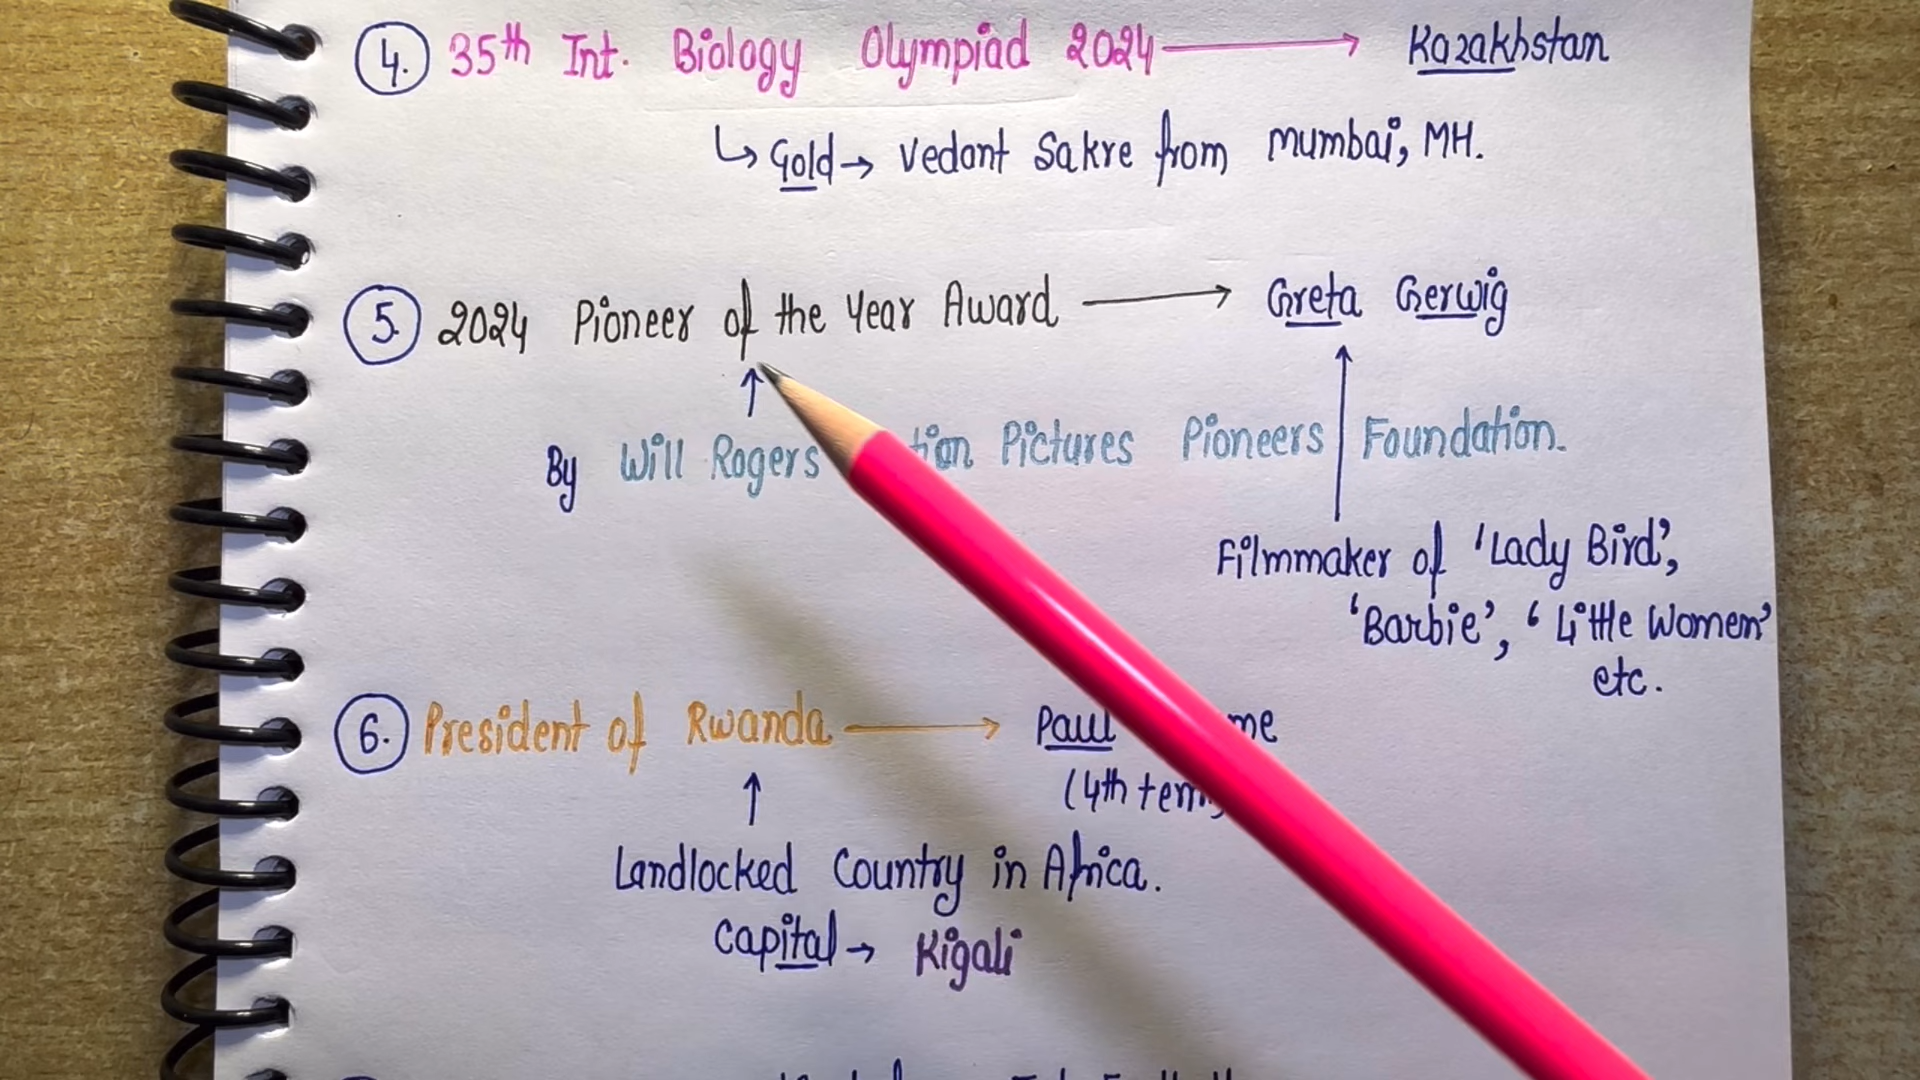 4. 35th Int. Biology Olympiad 2024 → Kazakhstan
↳ Gold → Vedant Sakre from Mumbai, MH.
5. 2024 Pioneer of the Year Award → Greta Gerwig
↑
By Will Rogers Pictures Pioneers Foundation.
Filmmaker of 'Lady Bird',
'Barbie', 'Little Women'
etc.
6. President of Rwanda → Paul
(4th term)
Landlocked Country in Africa.
Capital → Kigali